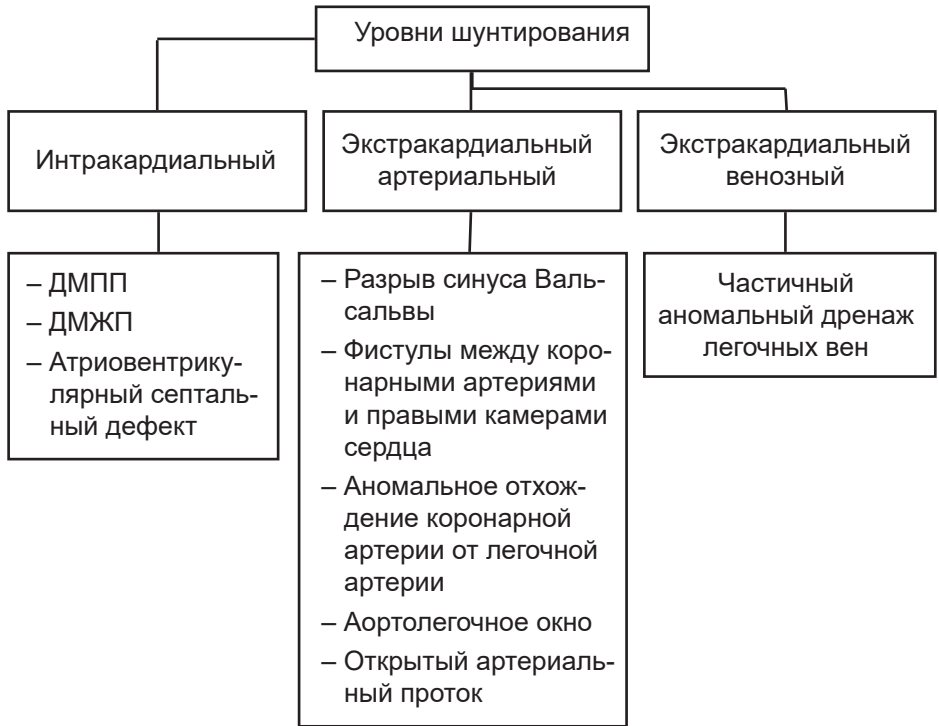 Уровни шунтирования
Интракардиальный
Экстракардиальный
артериальный
Экстракардиальный
венозный
– ДМПП
– ДМЖП
– Атриовентрику-
лярный септаль-
ный дефект
– Разрыв синуса Валь-
сальвы
– Фистулы между коро-
нарными артериями
и правыми камерами
сердца
– Аномальное отхож-
дение коронарной
артерии от легочной
артерии
– Аортолегочное окно
– Открытый артериаль-
ный проток
Частичный
аномальный дренаж
легочных вен